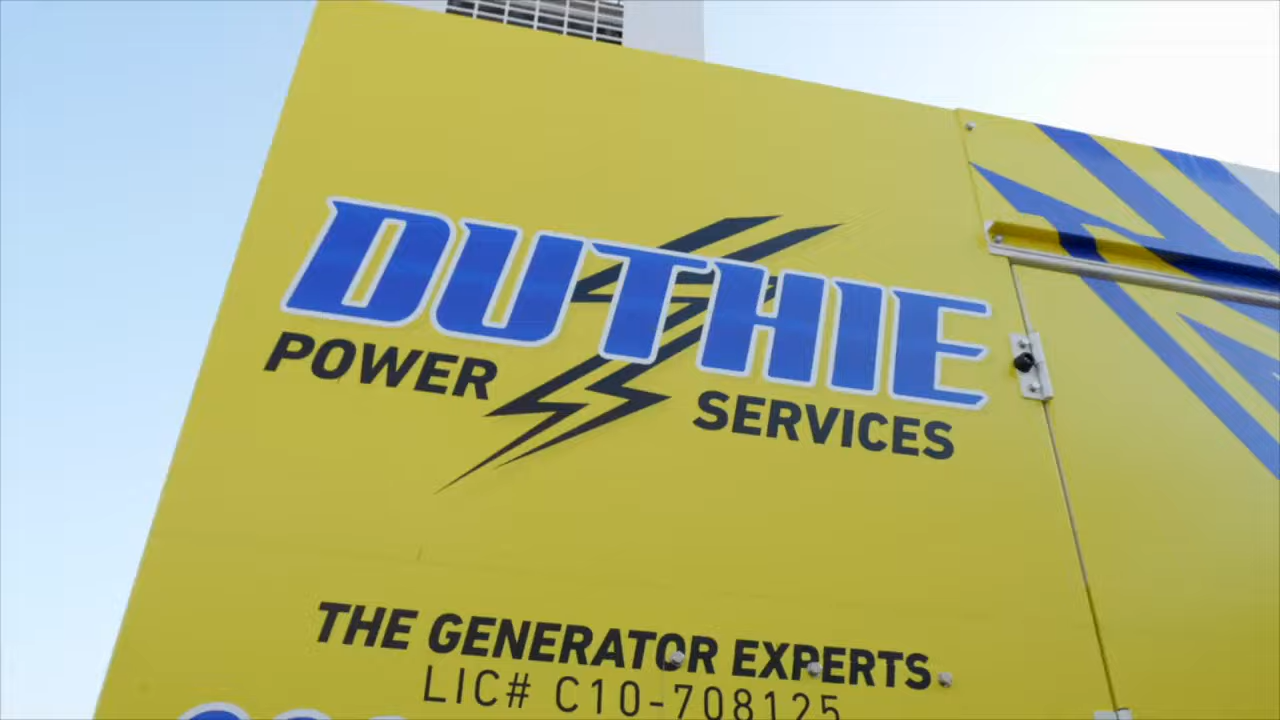 DUTHIE
POWER SERVICES
THE GENERATOR EXPERTS
LIC# C10-708125